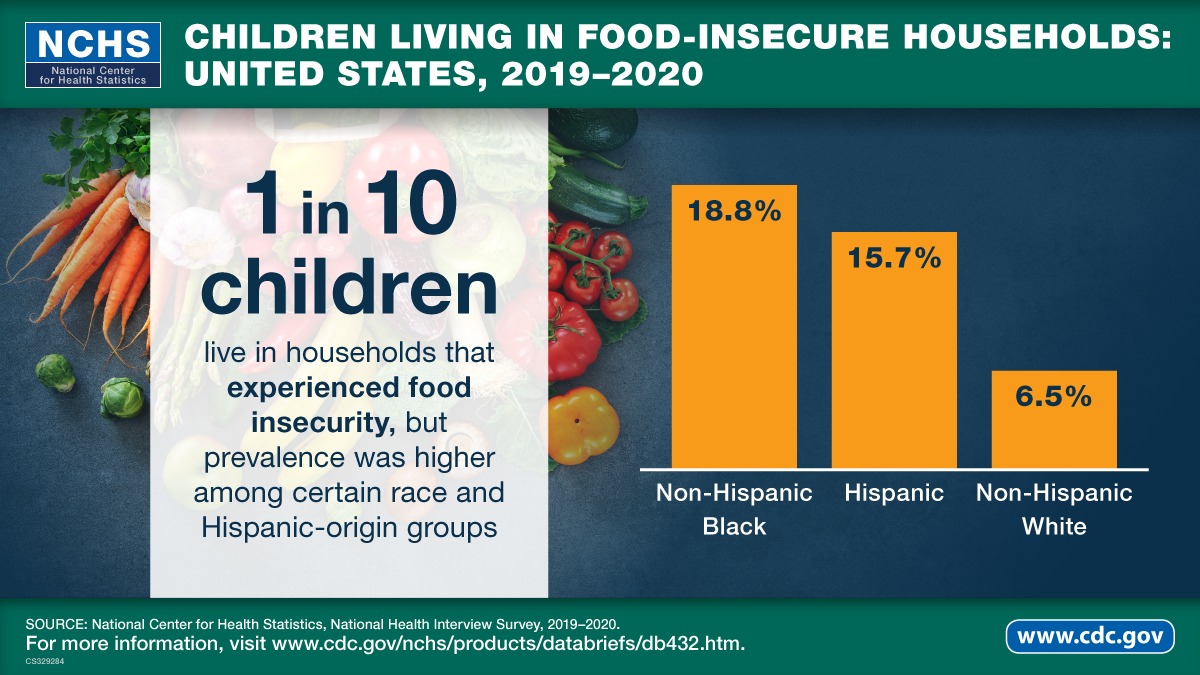 NCHS
National Center
for Health Statistics
CHILDREN LIVING IN FOOD-INSECURE HOUSEHOLDS:
UNITED STATES, 2019–2020
1 in 10
children
live in households that
experienced food
insecurity, but
prevalence was higher
among certain race and
Hispanic-origin groups
18.8%
15.7%
6.5%
Non-Hispanic
Black
Hispanic
Non-Hispanic
White
SOURCE: National Center for Health Statistics, National Health Interview Survey, 2019–2020.
For more information, visit www.cdc.gov/nchs/products/databriefs/db432.htm.
CS329284
www.cdc.gov